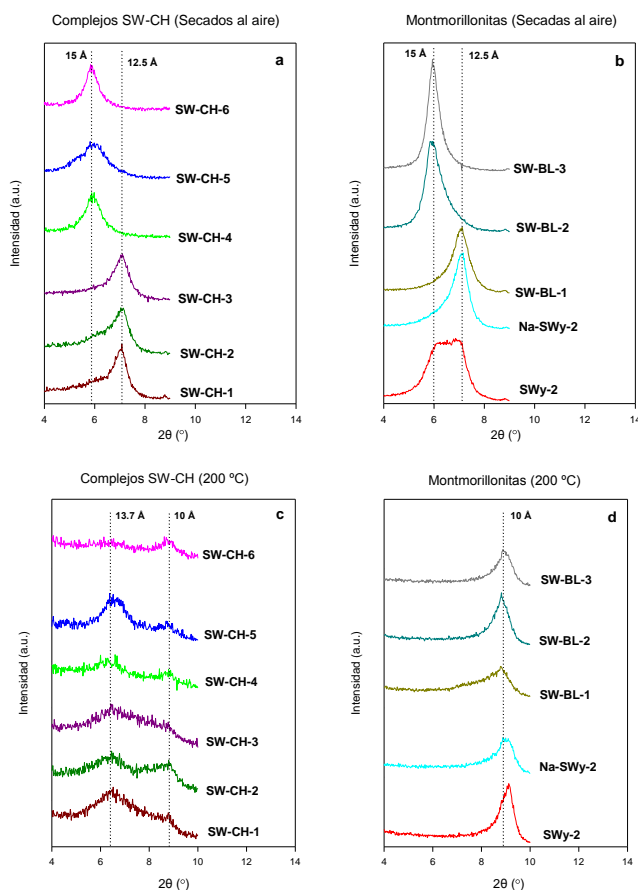 Complejos SW-CH (Secados al aire)
15 Å
12.5 Å
a
SW-CH-6
SW-CH-5
SW-CH-4
SW-CH-3
SW-CH-2
SW-CH-1
Intensidad (a.u.)
4 6 8 10 12 14
2θ (°)
Montmorillonitas (Secadas al aire)
15 Å
12.5 Å
b
SW-BL-3
SW-BL-2
SW-BL-1
Na-SWy-2
SWy-2
Intensidad (a.u.)
4 6 8 10 12 14
2θ (°)
Complejos SW-CH (200 ºC)
13.7 Å
10 Å
c
SW-CH-6
SW-CH-5
SW-CH-4
SW-CH-3
SW-CH-2
SW-CH-1
Intensidad (a.u.)
4 6 8 10 12 14
2θ (°)
Montmorillonitas (200 ºC)
10 Å
d
SW-BL-3
SW-BL-2
SW-BL-1
Na-SWy-2
SWy-2
Intensidad (a.u.)
4 6 8 10 12 14
2θ (°)